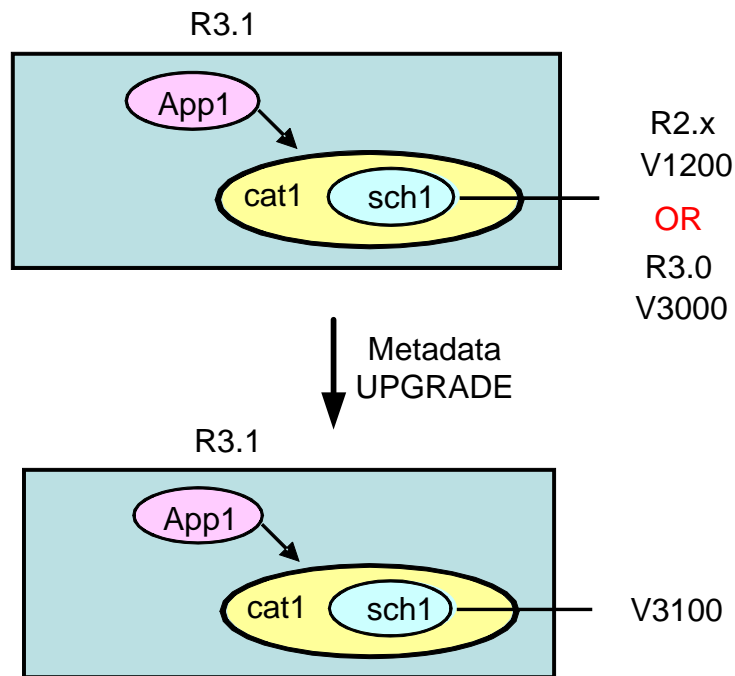 R3.1
App1
cat1
sch1
R2.x
V1200
OR
R3.0
V3000
Metadata
UPGRADE
R3.1
App1
cat1
sch1
V3100